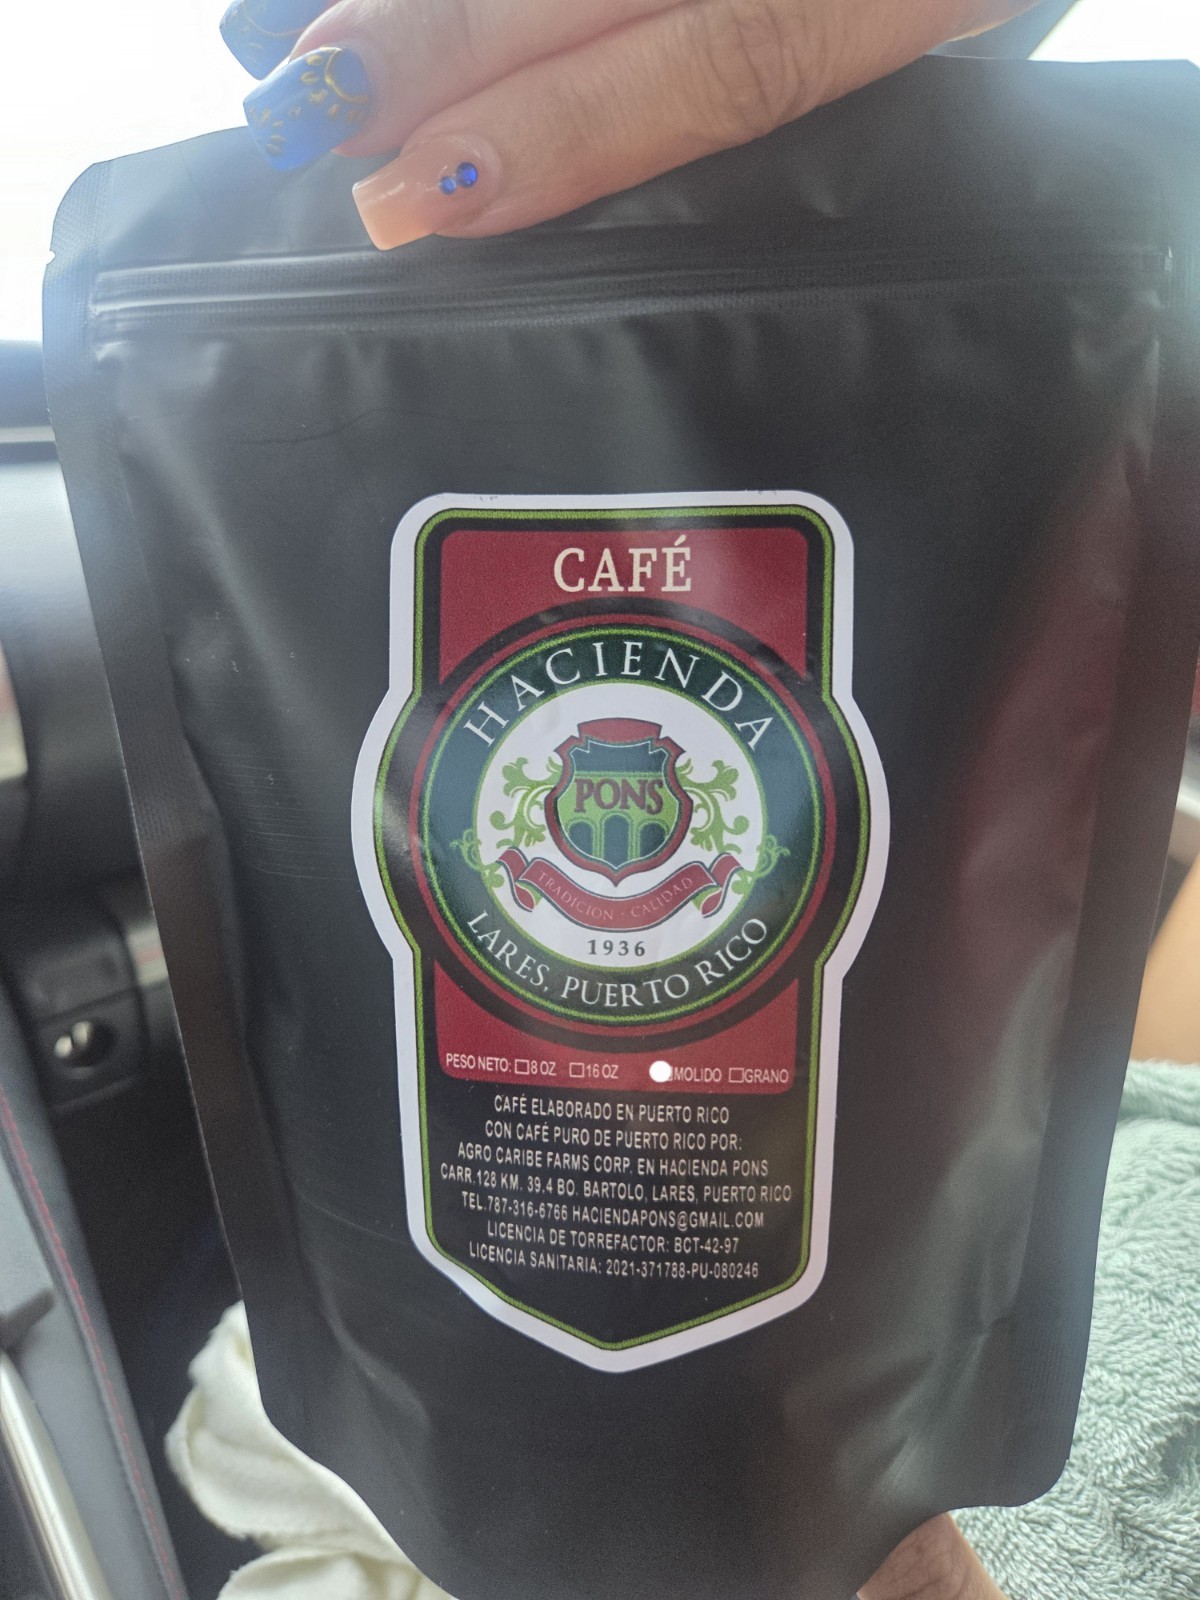 CAFÉ
HACIENDA
PONS
TRADICION - CALIDAD
1936
LARES, PUERTO RICO
PESO NETO: □8 OZ □16 OZ MOLIDO □GRANO
CAFÉ ELABORADO EN PUERTO RICO
CON CAFÉ PURO DE PUERTO RICO POR:
AGRO CARIBE FARMS CORP. EN HACIENDA PONS
CARR.128 KM. 39.4 BO. BARTOLO, LARES, PUERTO RICO
TEL.787-316-6766 HACIENDAPONS@GMAIL.COM
LICENCIA DE TORREFACTOR: BCT-42-97
LICENCIA SANITARIA: 2021-371788-PU-080246